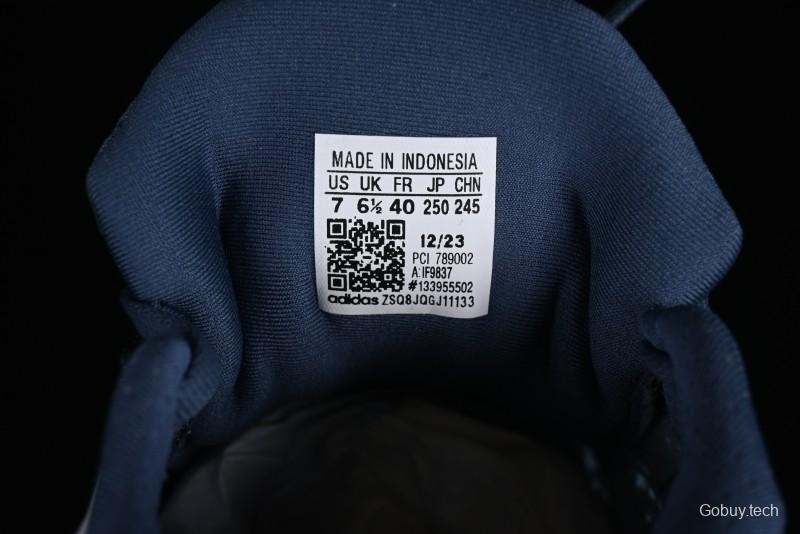 MADE IN INDONESIA
US UK FR JP CHN
7 6½ 40 250 245
12/23
PCI 789002
A: IF9837
#133955502
adidas ZSQ8JQGJ11133
Gobuy.tech